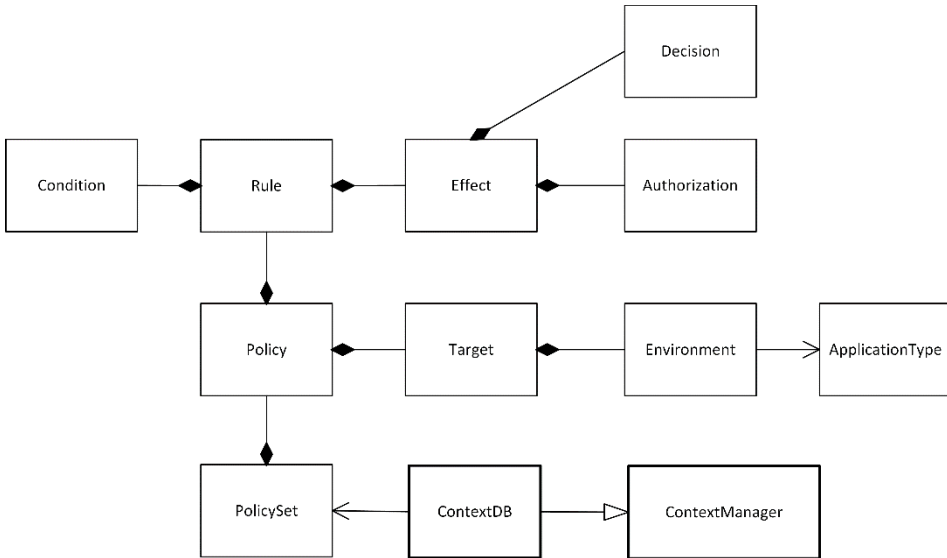 Decision
Condition
Rule
Effect
Authorization
Policy
Target
Environment
ApplicationType
PolicySet
ContextDB
ContextManager